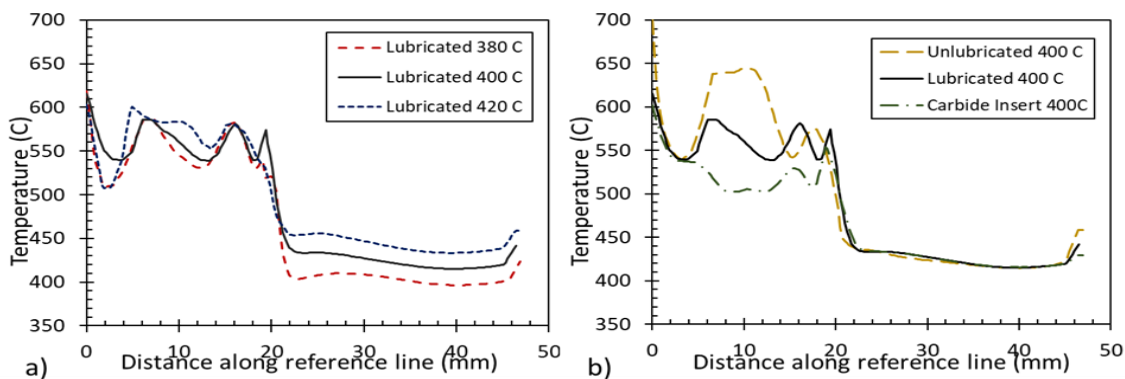 700
650
600
550
500
450
400
350
Temperature (C)
Lubricated 380 C
Lubricated 400 C
Lubricated 420 C
0
10
20
30
40
50
Distance along reference line (mm)
a)
700
650
600
550
500
450
400
350
Temperature (C)
Unlubricated 400 C
Lubricated 400 C
Carbide Insert 400C
0
10
20
30
40
50
Distance along reference line (mm)
b)